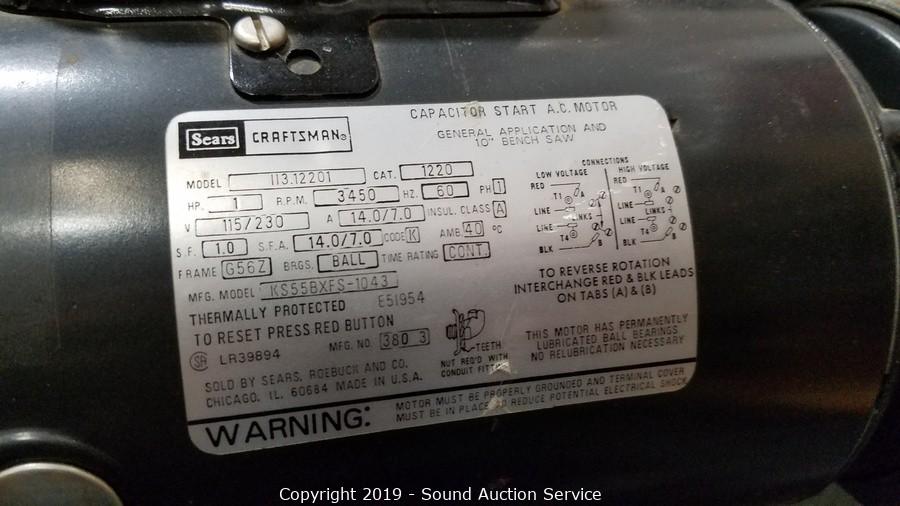 CAPACITOR START A.C. MOTOR
GENERAL APPLICATION AND
10" BENCH SAW
Sears CRAFTSMAN®
MODEL 113.12201 CAT. 1220
HP. 1 R.P.M. 3450 HZ. 60 PH 1
V 115/230 A 14.0/7.0 INSUL. CLASS A
S.F. 1.0 S.F.A. 14.0/7.0 CODE K AMB. 40 °C
FRAME G56Z BRGS. BALL TIME RATING CONT.
MFG. MODEL KS55BXFS-1043
THERMALLY PROTECTED E51954
TO RESET PRESS RED BUTTON
SA LR39894 MFG. NO. 380 3
SOLD BY SEARS, ROEBUCK AND CO.
CHICAGO, IL. 60684 MADE IN U.S.A.
TEETH
NUT REQ'D WITH
CONDUIT FITTING
CONNECTIONS
LOW VOLTAGE HIGH VOLTAGE
RED RED
T1 A T1 A
LINE LINE
LINKS LINKS
LINE LINE
T4 B T4 B
BLK BLK
TO REVERSE ROTATION
INTERCHANGE RED & BLK LEADS
ON TABS (A) & (B)
THIS MOTOR HAS PERMANENTLY
LUBRICATED BALL BEARINGS
NO RELUBRICATION NECESSARY
WARNING: MOTOR MUST BE PROPERLY GROUNDED AND TERMINAL COVER
MUST BE IN PLACE TO REDUCE POTENTIAL ELECTRICAL SHOCK
Copyright 2019 - Sound Auction Service